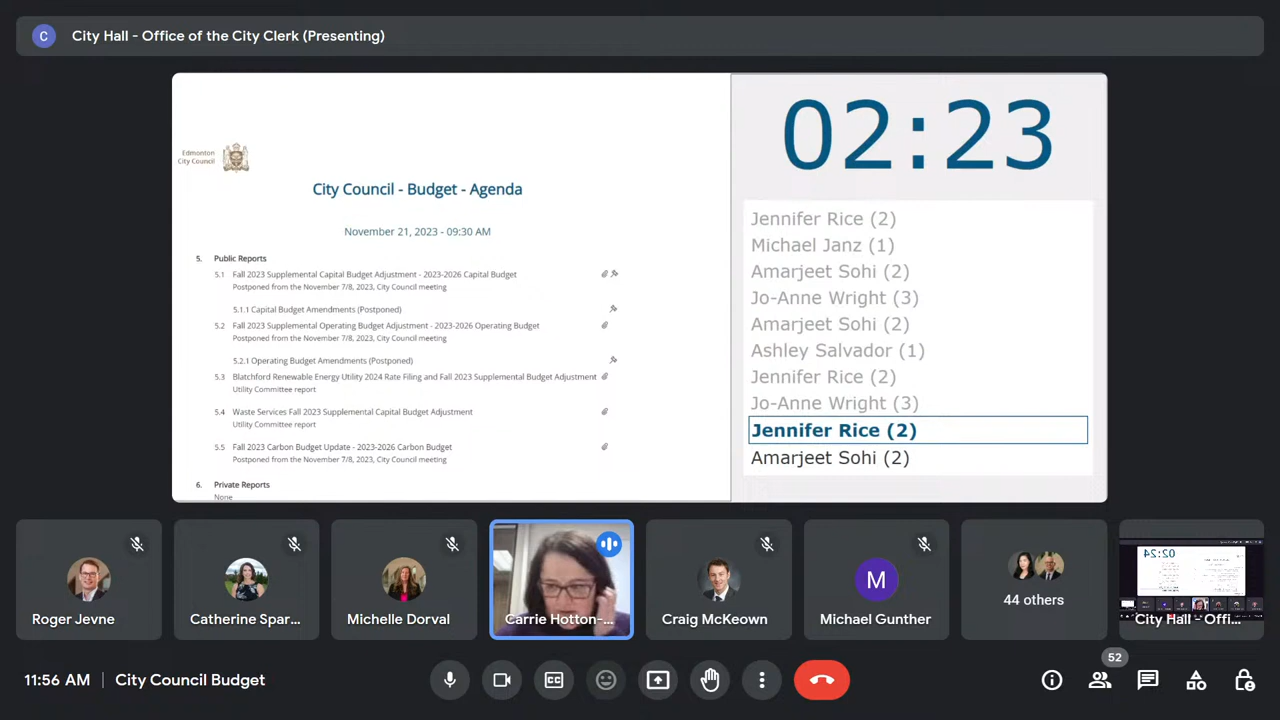 C
City Hall - Office of the City Clerk (Presenting)
Edmonton
City Council
City Council - Budget - Agenda
November 21, 2023 - 09:30 AM
5. Public Reports
5.1 Fall 2023 Supplemental Capital Budget Adjustment - 2023-2026 Capital Budget
Postponed from the November 7/8, 2023, City Council meeting
5.1.1 Capital Budget Amendments (Postponed)
5.2 Fall 2023 Supplemental Operating Budget Adjustment - 2023-2026 Operating Budget
Postponed from the November 7/8, 2023, City Council meeting
5.2.1 Operating Budget Amendments (Postponed)
5.3 Blatchford Renewable Energy Utility 2024 Rate Filing and Fall 2023 Supplemental Budget Adjustment
Utility Committee report
5.4 Waste Services Fall 2023 Supplemental Capital Budget Adjustment
Utility Committee report
5.5 Fall 2023 Carbon Budget Update - 2023-2026 Carbon Budget
Postponed from the November 7/8, 2023, City Council meeting
6. Private Reports
None
02:23
Jennifer Rice (2)
Michael Janz (1)
Amarjeet Sohi (2)
Jo-Anne Wright (3)
Amarjeet Sohi (2)
Ashley Salvador (1)
Jennifer Rice (2)
Jo-Anne Wright (3)
Jennifer Rice (2)
Amarjeet Sohi (2)
Roger Jevne
Catherine Spar...
Michelle Dorval
Carrie Hotton-...
Craig McKeown
M
Michael Gunther
44 others
02:24
City Hall - Offi...
11:56 AM | City Council Budget
CC
52